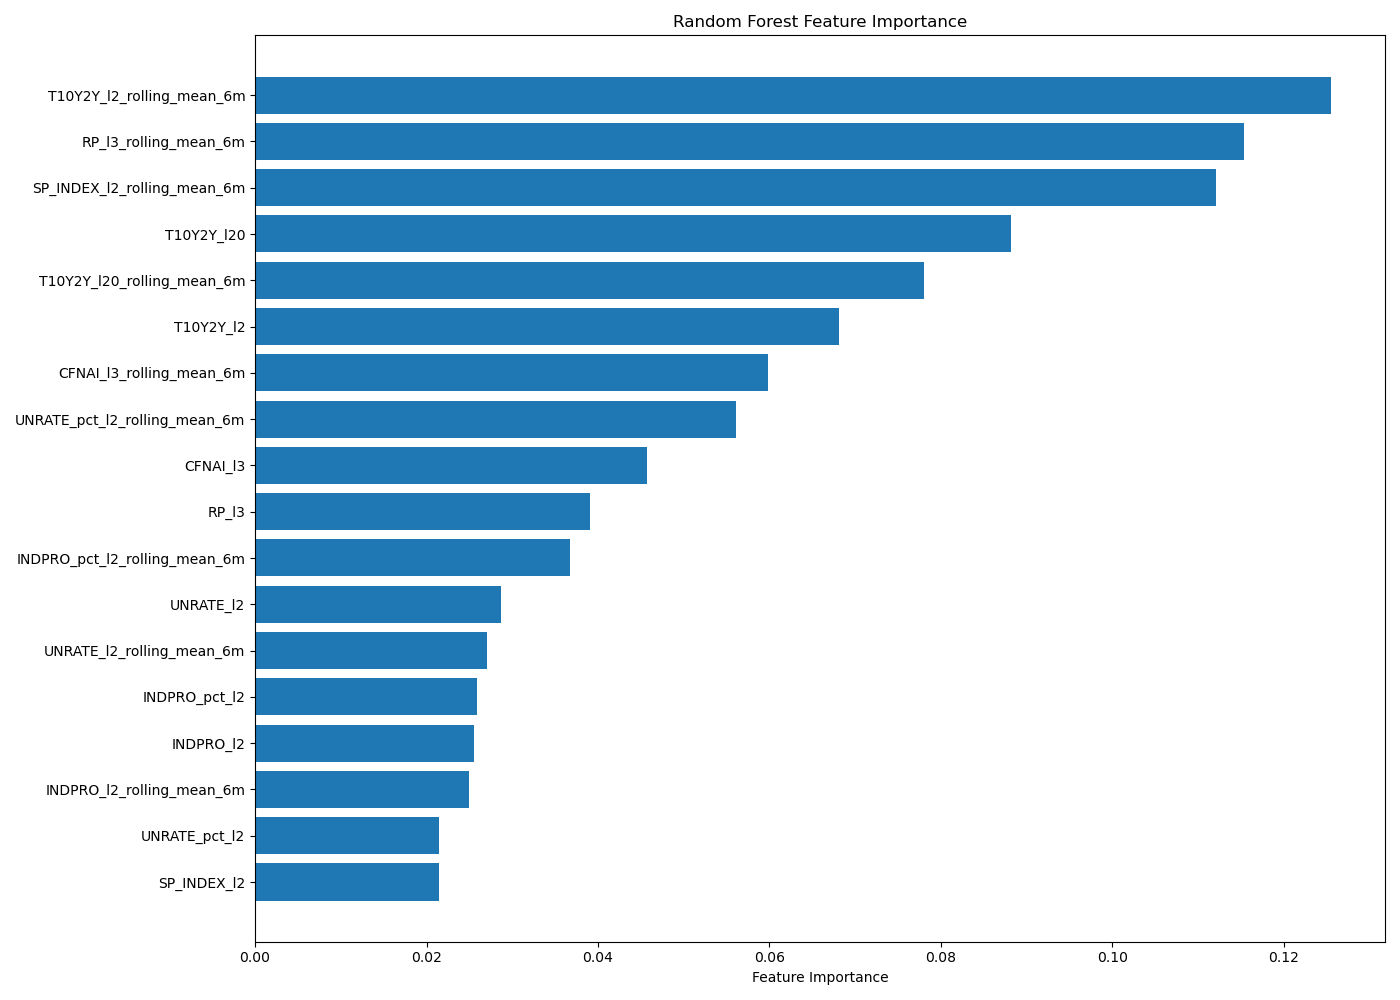 Random Forest Feature Importance
T10Y2Y_l2_rolling_mean_6m
RP_l3_rolling_mean_6m
SP_INDEX_l2_rolling_mean_6m
T10Y2Y_l20
T10Y2Y_l20_rolling_mean_6m
T10Y2Y_l2
CFNAI_l3_rolling_mean_6m
UNRATE_pct_l2_rolling_mean_6m
CFNAI_l3
RP_l3
INDPRO_pct_l2_rolling_mean_6m
UNRATE_l2
UNRATE_l2_rolling_mean_6m
INDPRO_pct_l2
INDPRO_l2
INDPRO_l2_rolling_mean_6m
UNRATE_pct_l2
SP_INDEX_l2
0.00 0.02 0.04 0.06 0.08 0.10 0.12
Feature Importance